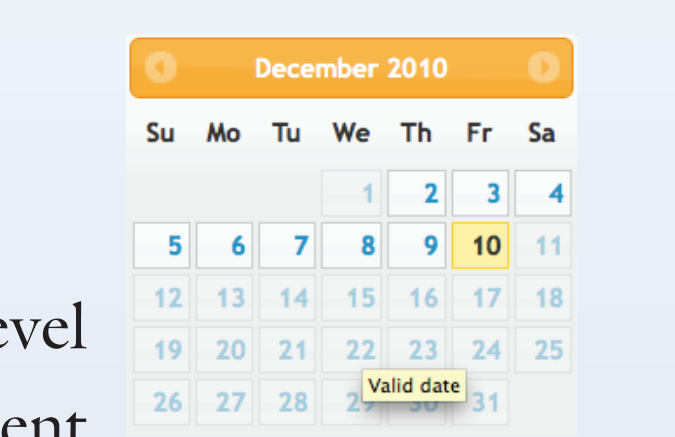 December 2010
Su Mo Tu We Th Fr Sa
1 2 3 4
5 6 7 8 9 10 11
12 13 14 15 16 17 18
evel
19 20 21 22 23 24 25
Valid date
26 27 28 29 30 31
ent